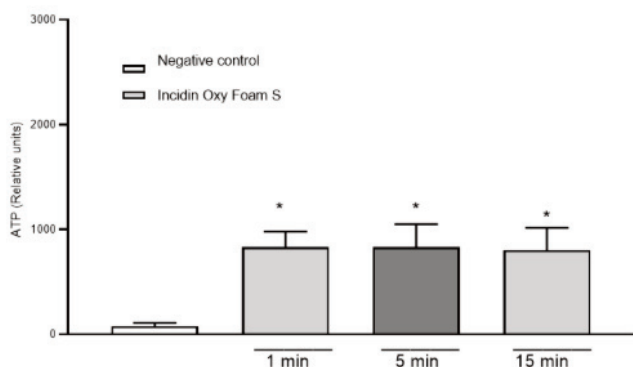 3000
Negative control
Incidin Oxy Foam S
2000
ATP (Relative units)
* * *
1000
0
1 min 5 min 15 min